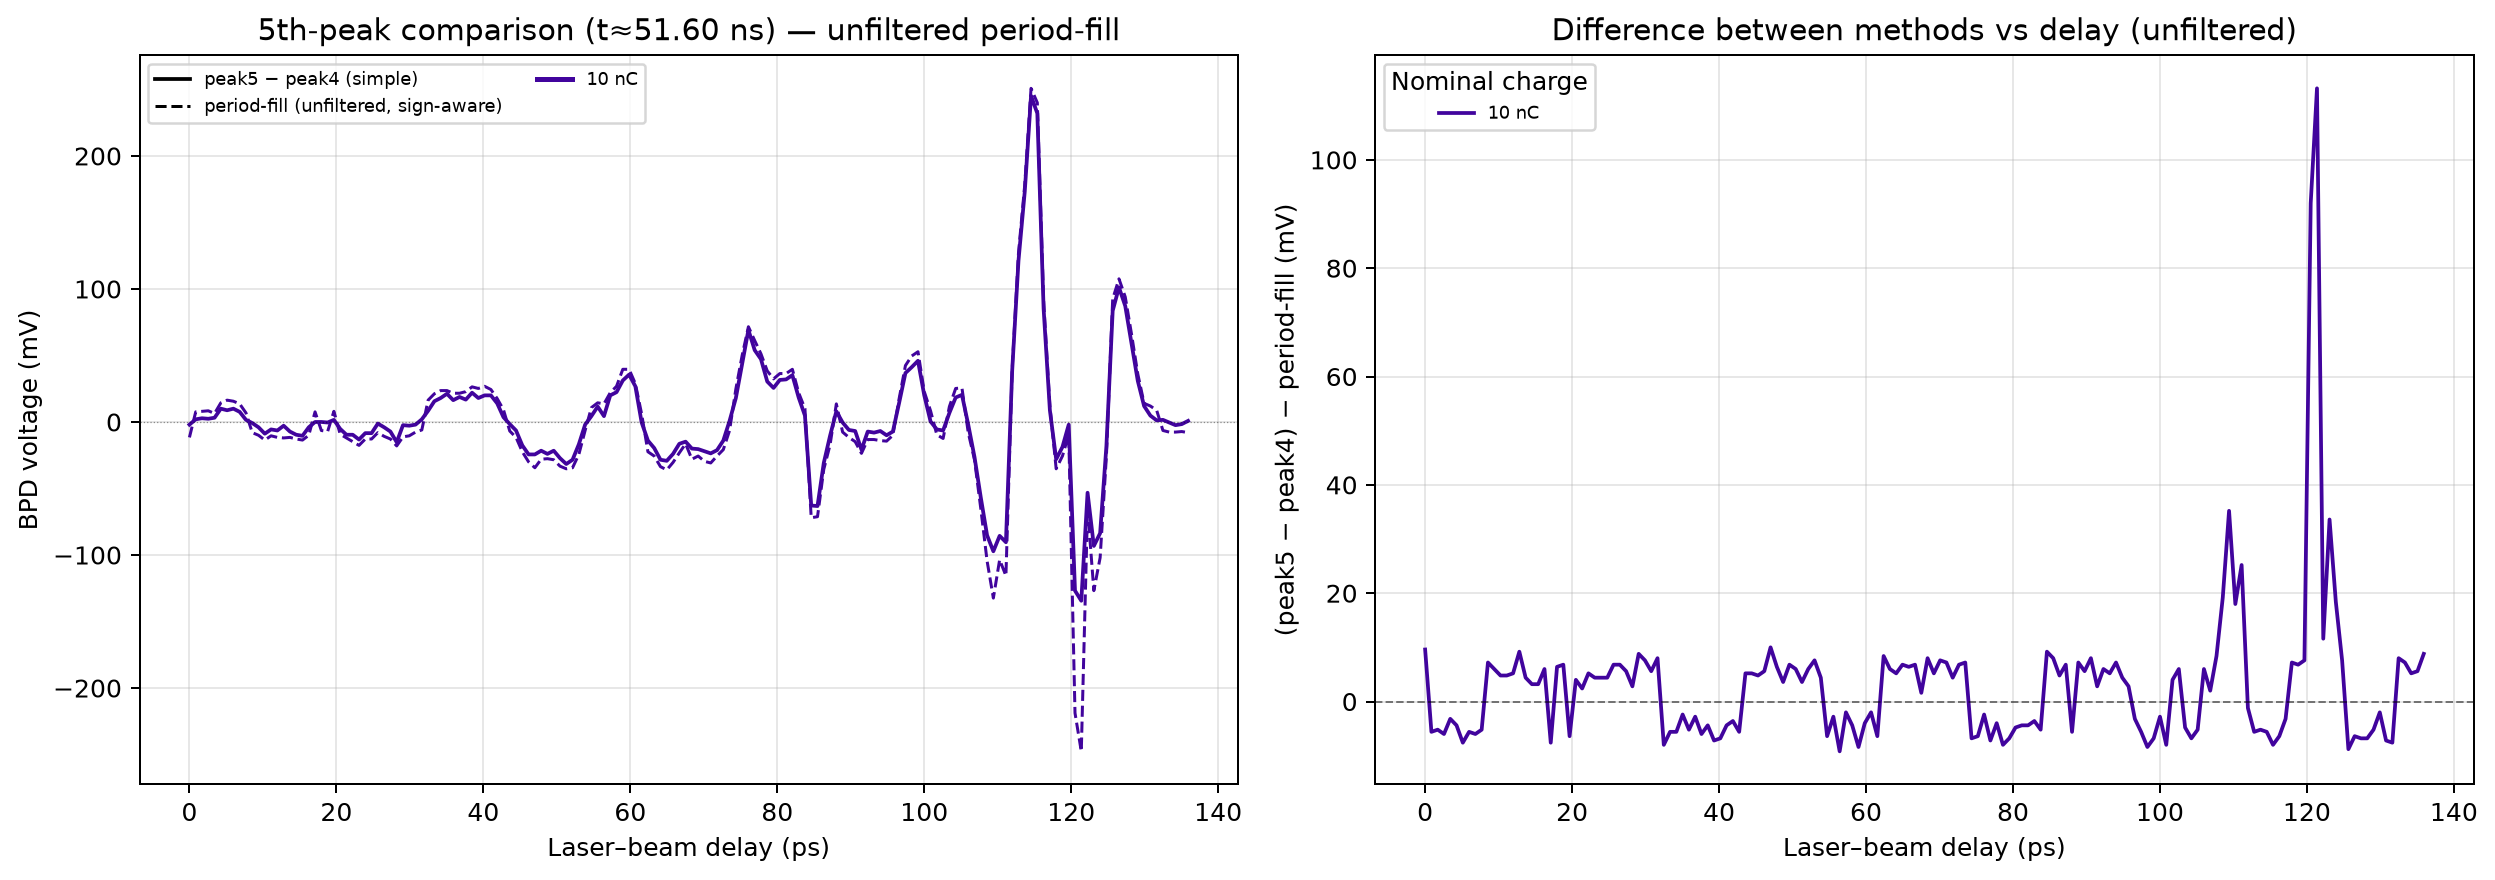 5th-peak comparison (t≈51.60 ns) — unfiltered period-fill
peak5 − peak4 (simple)
period-fill (unfiltered, sign-aware)
10 nC
BPD voltage (mV)
200
100
0
−100
−200
0 20 40 60 80 100 120 140
Laser–beam delay (ps)
Difference between methods vs delay (unfiltered)
Nominal charge
10 nC
(peak5 − peak4) − period-fill (mV)
100
80
60
40
20
0
0 20 40 60 80 100 120 140
Laser–beam delay (ps)